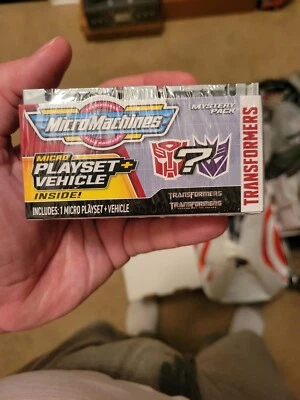 MYSTERY
PACK
MicroMachines
MICRO
PLAYSET +
VEHICLE
INSIDE!
?
INCLUDES: 1 MICRO PLAYSET + VEHICLE
TRANSFORMERS
TRANSFORMERS
TRANSFORMERS